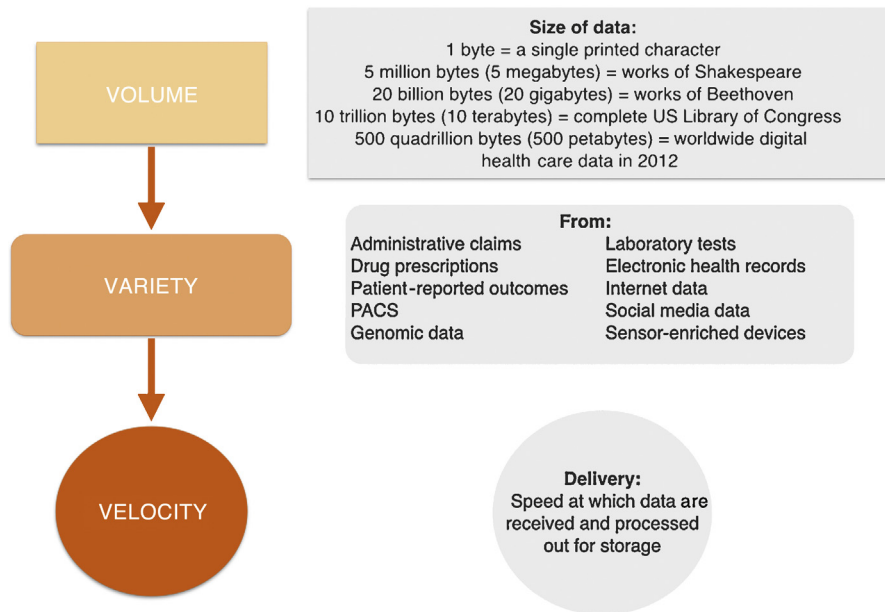 VOLUME
Size of data:
1 byte = a single printed character
5 million bytes (5 megabytes) = works of Shakespeare
20 billion bytes (20 gigabytes) = works of Beethoven
10 trillion bytes (10 terabytes) = complete US Library of Congress
500 quadrillion bytes (500 petabytes) = worldwide digital
health care data in 2012
VARIETY
From:
Administrative claims
Drug prescriptions
Patient-reported outcomes
PACS
Genomic data
Laboratory tests
Electronic health records
Internet data
Social media data
Sensor-enriched devices
VELOCITY
Delivery:
Speed at which data are
received and processed
out for storage